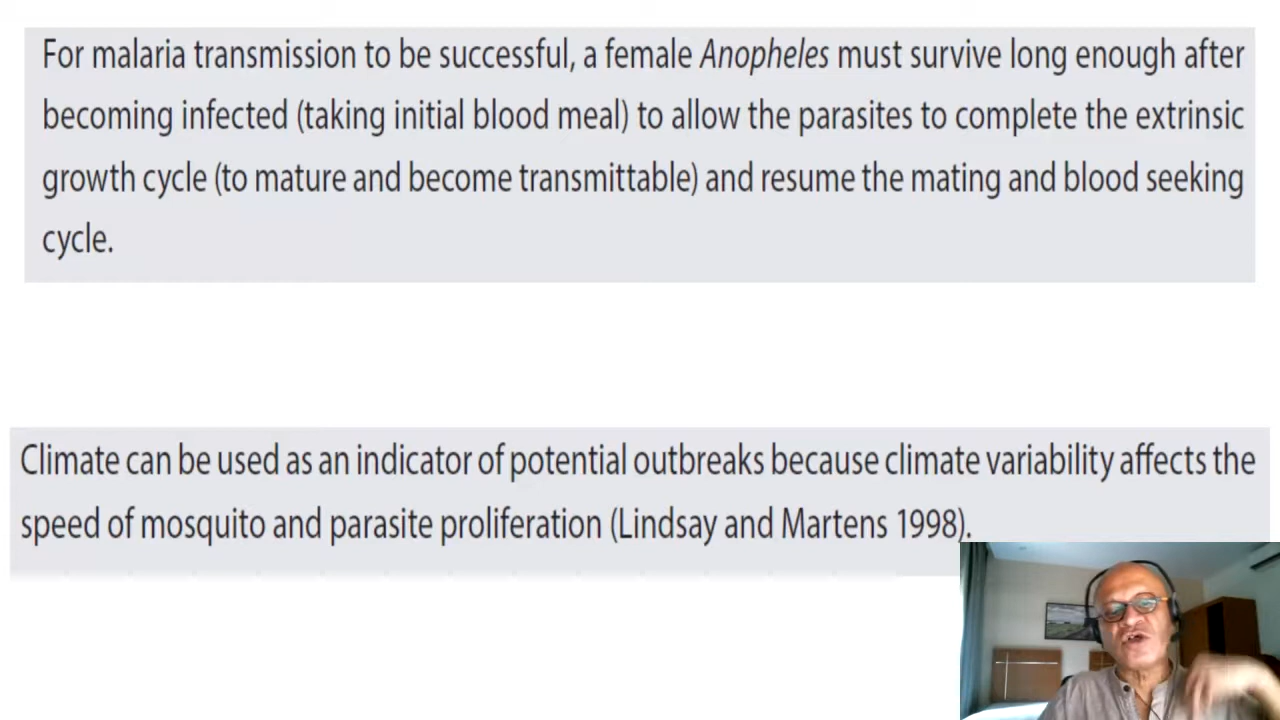 For malaria transmission to be successful, a female Anopheles must survive long enough after
becoming infected (taking initial blood meal) to allow the parasites to complete the extrinsic
growth cycle (to mature and become transmittable) and resume the mating and blood seeking
cycle.
Climate can be used as an indicator of potential outbreaks because climate variability affects the
speed of mosquito and parasite proliferation (Lindsay and Martens 1998).